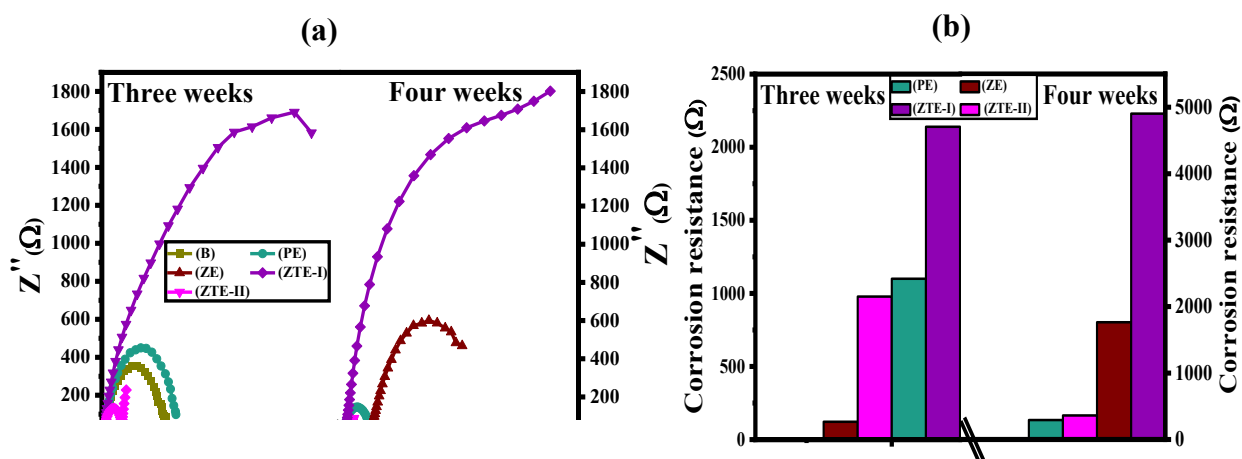 (a)
(b)
Three weeks
Four weeks
1800
1600
1400
1200
1000
800
600
400
200
Z''(Ω)
(B)
(PE)
(ZE)
(ZTE-I)
(ZTE-II)
1800
1600
1400
1200
1000
800
600
400
200
Z''(Ω)
Three weeks
Four weeks
(PE)
(ZE)
(ZTE-I)
(ZTE-II)
2500
2000
1500
1000
500
0
Corrosion resistance (Ω)
5000
4000
3000
2000
1000
0
Corrosion resistance (Ω)